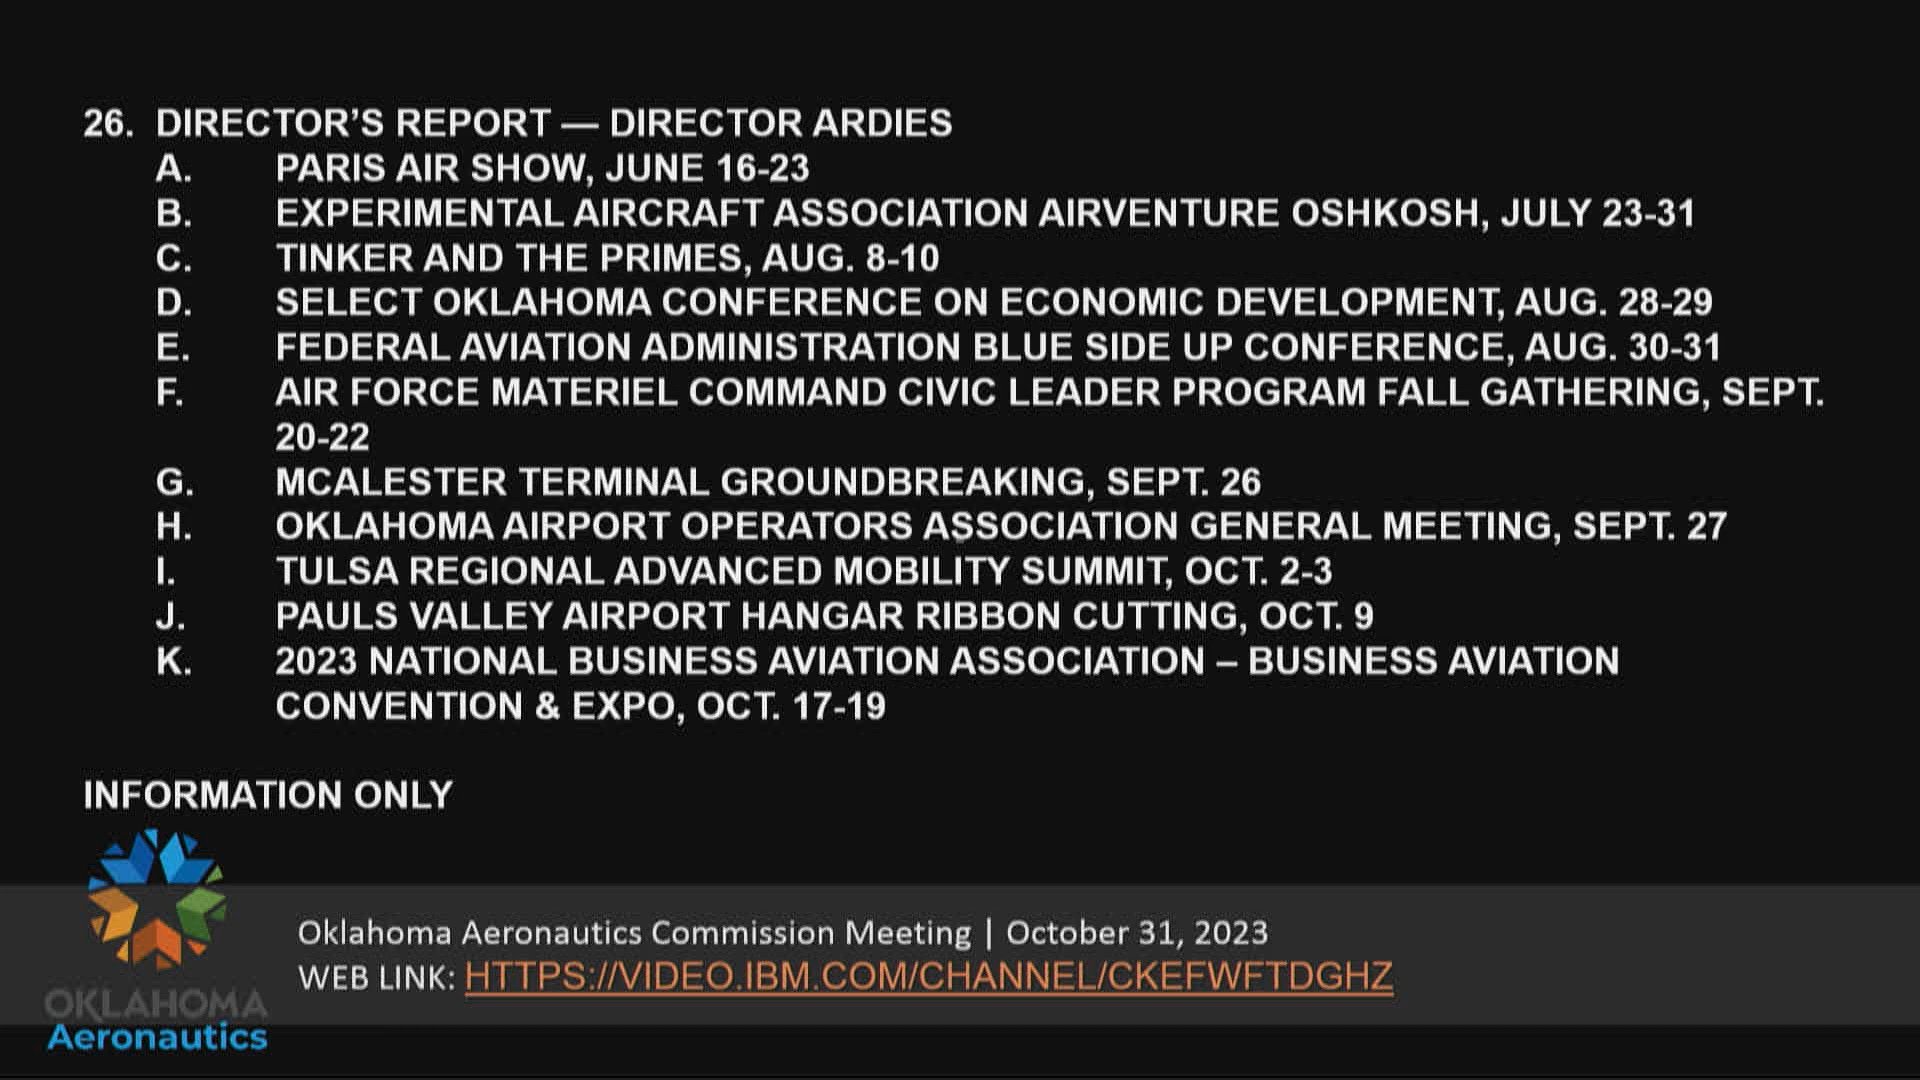 26. DIRECTOR’S REPORT — DIRECTOR ARDIES
A. PARIS AIR SHOW, JUNE 16-23
B. EXPERIMENTAL AIRCRAFT ASSOCIATION AIRVENTURE OSHKOSH, JULY 23-31
C. TINKER AND THE PRIMES, AUG. 8-10
D. SELECT OKLAHOMA CONFERENCE ON ECONOMIC DEVELOPMENT, AUG. 28-29
E. FEDERAL AVIATION ADMINISTRATION BLUE SIDE UP CONFERENCE, AUG. 30-31
F. AIR FORCE MATERIEL COMMAND CIVIC LEADER PROGRAM FALL GATHERING, SEPT.
20-22
G. MCALESTER TERMINAL GROUNDBREAKING, SEPT. 26
H. OKLAHOMA AIRPORT OPERATORS ASSOCIATION GENERAL MEETING, SEPT. 27
I. TULSA REGIONAL ADVANCED MOBILITY SUMMIT, OCT. 2-3
J. PAULS VALLEY AIRPORT HANGAR RIBBON CUTTING, OCT. 9
K. 2023 NATIONAL BUSINESS AVIATION ASSOCIATION – BUSINESS AVIATION
CONVENTION & EXPO, OCT. 17-19
INFORMATION ONLY
Oklahoma Aeronautics Commission Meeting | October 31, 2023
WEB LINK: HTTPS://VIDEO.IBM.COM/CHANNEL/CKEFWFTDGHZ
OKLAHOMA
Aeronautics